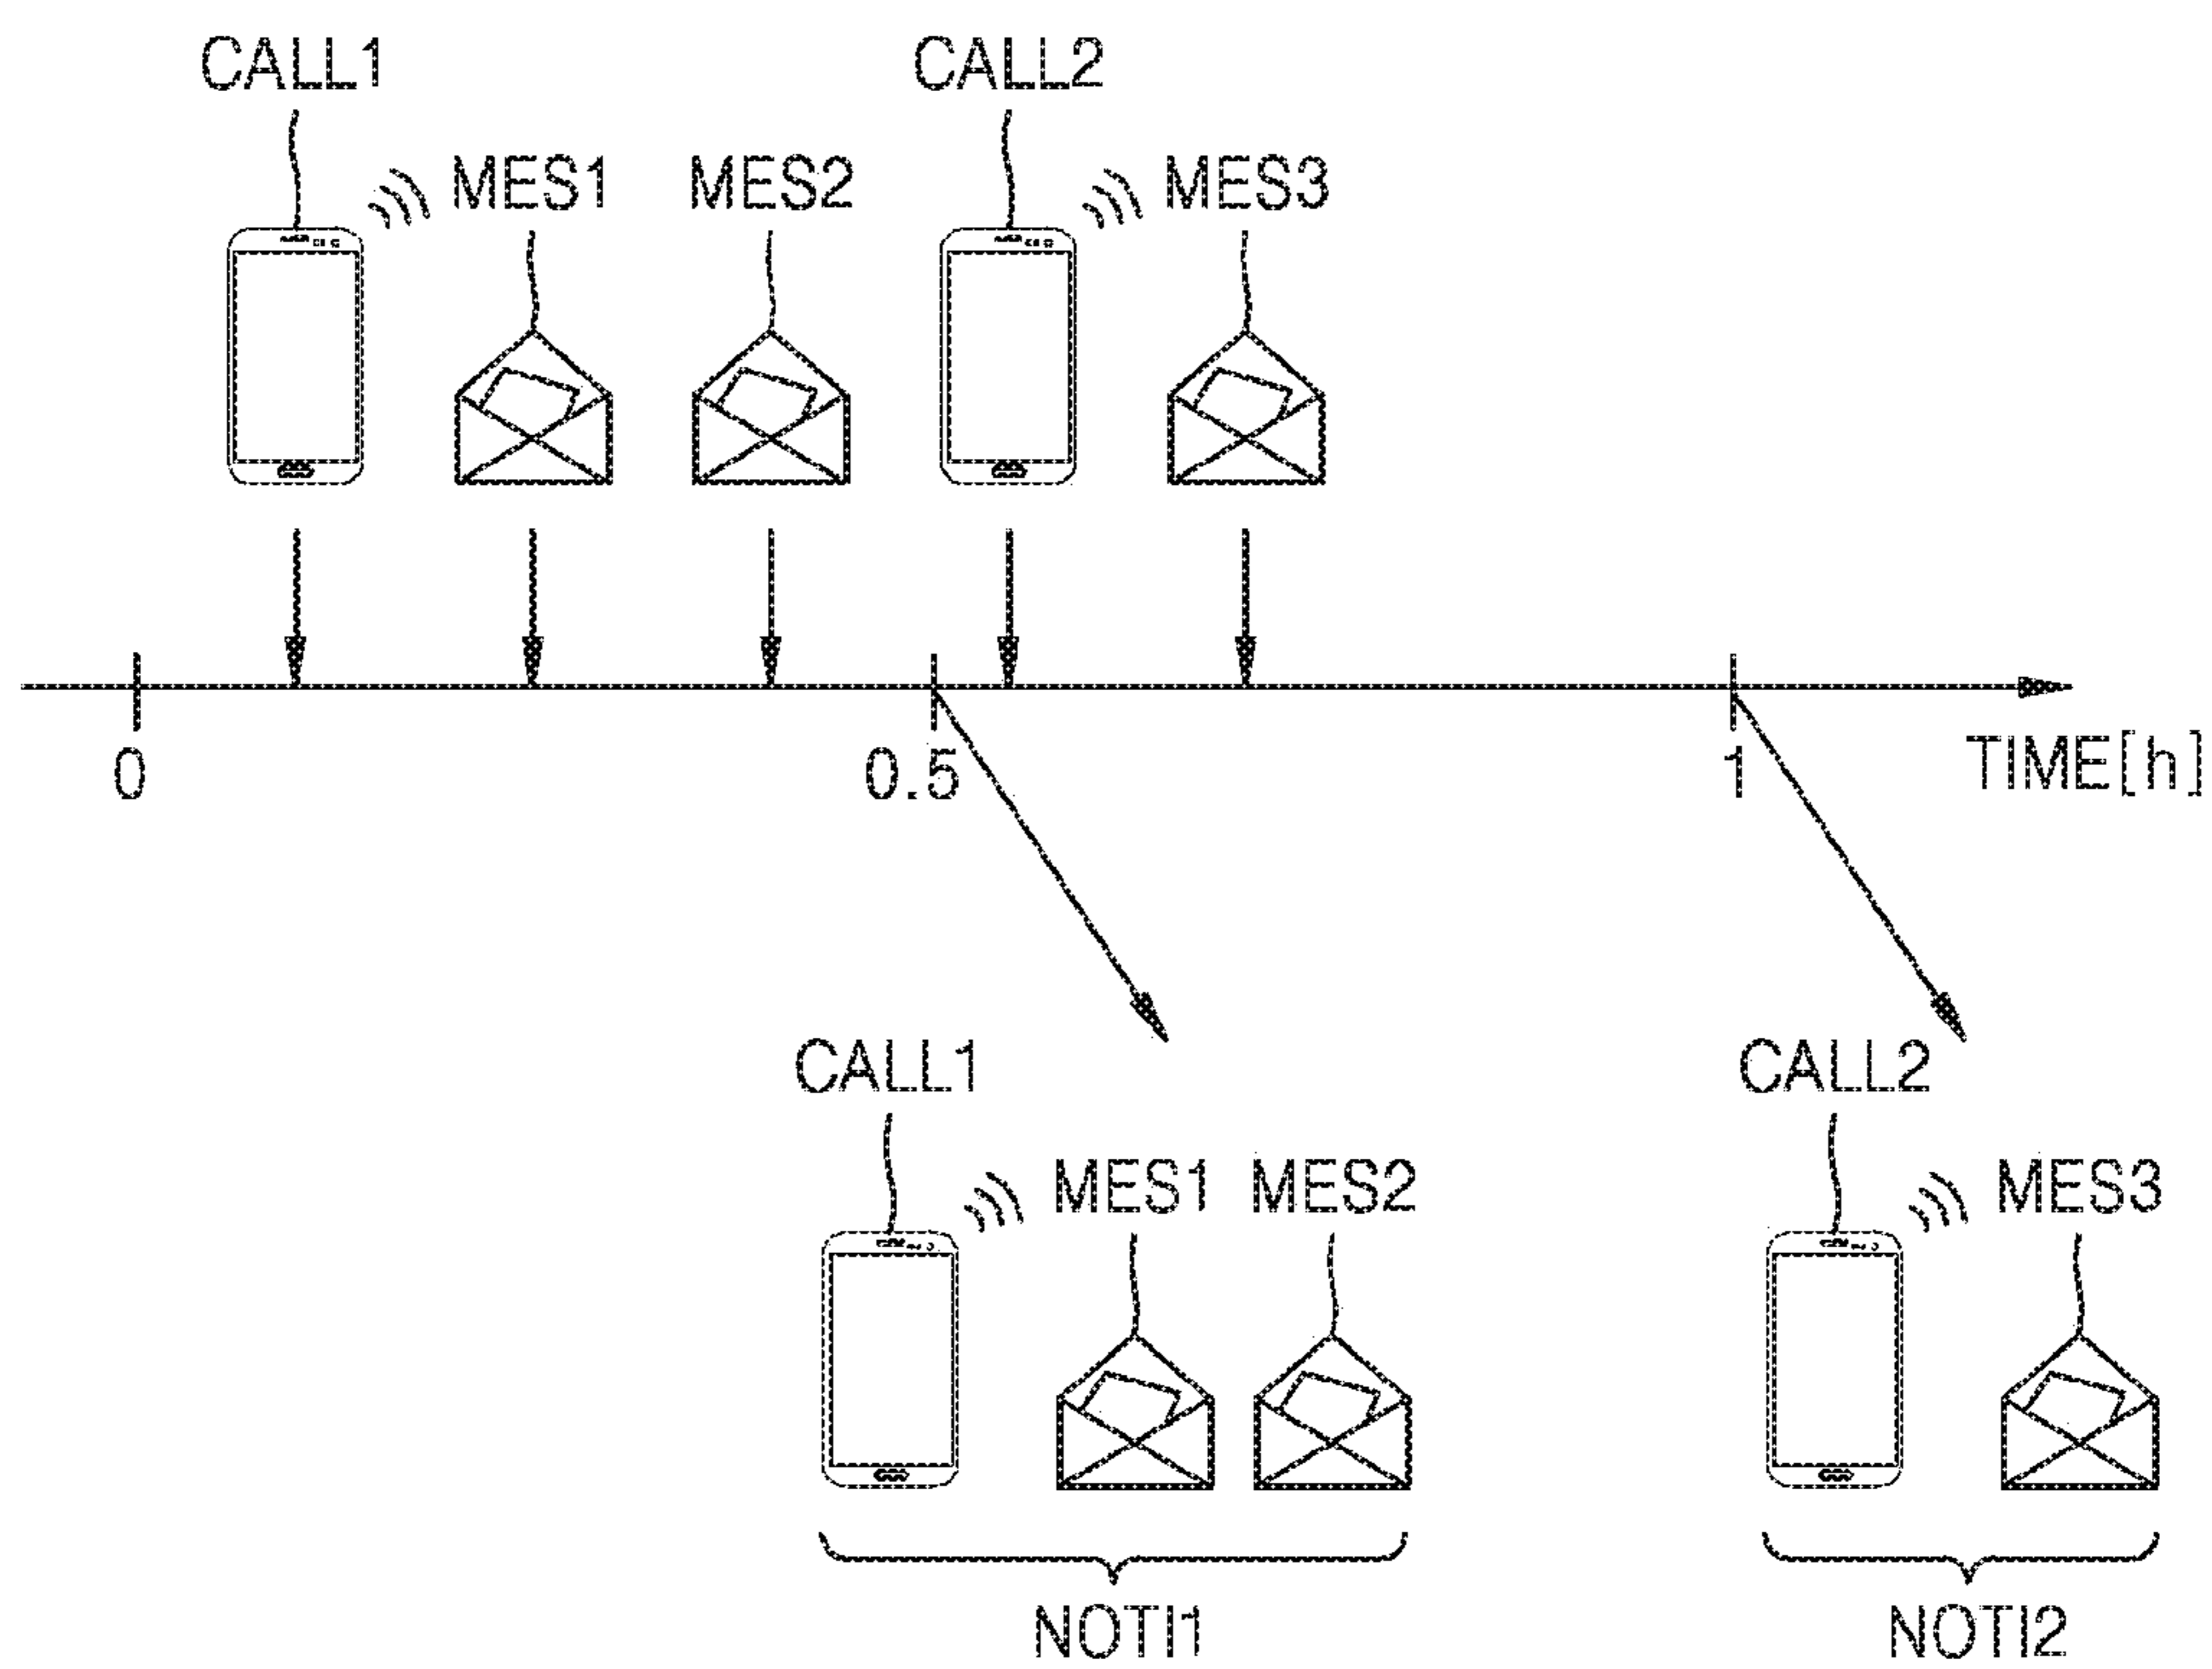 CALL1 CALL2
MES1 MES2 MES3
0 0.5 1 TIME[h]
CALL1 CALL2
MES1 MES2 MES3
NOTI1 NOTI2